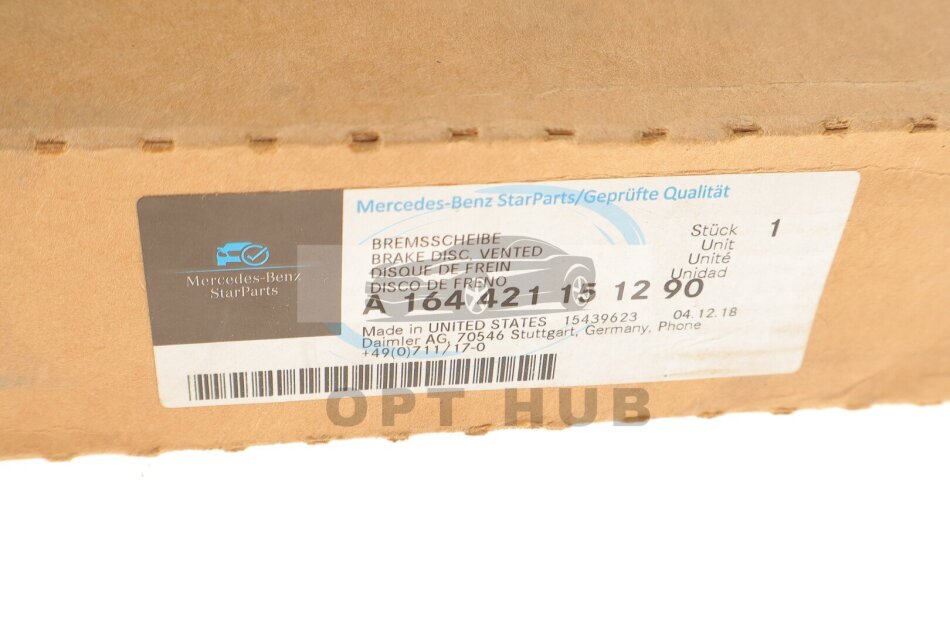 Mercedes-Benz StarParts/Geprüfte Qualität
Mercedes-Benz
StarParts
BREMSSCHEIBE
BRAKE DISC, VENTED
DISQUE DE FREIN
DISCO DE FRENO
Stück 1
Unit
Unité
Unidad
A 164 421 15 12 90
Made in UNITED STATES 15439623 04.12.18
Daimler AG, 70546 Stuttgart, Germany, Phone
+49(0)711/17-0
OPT HUB